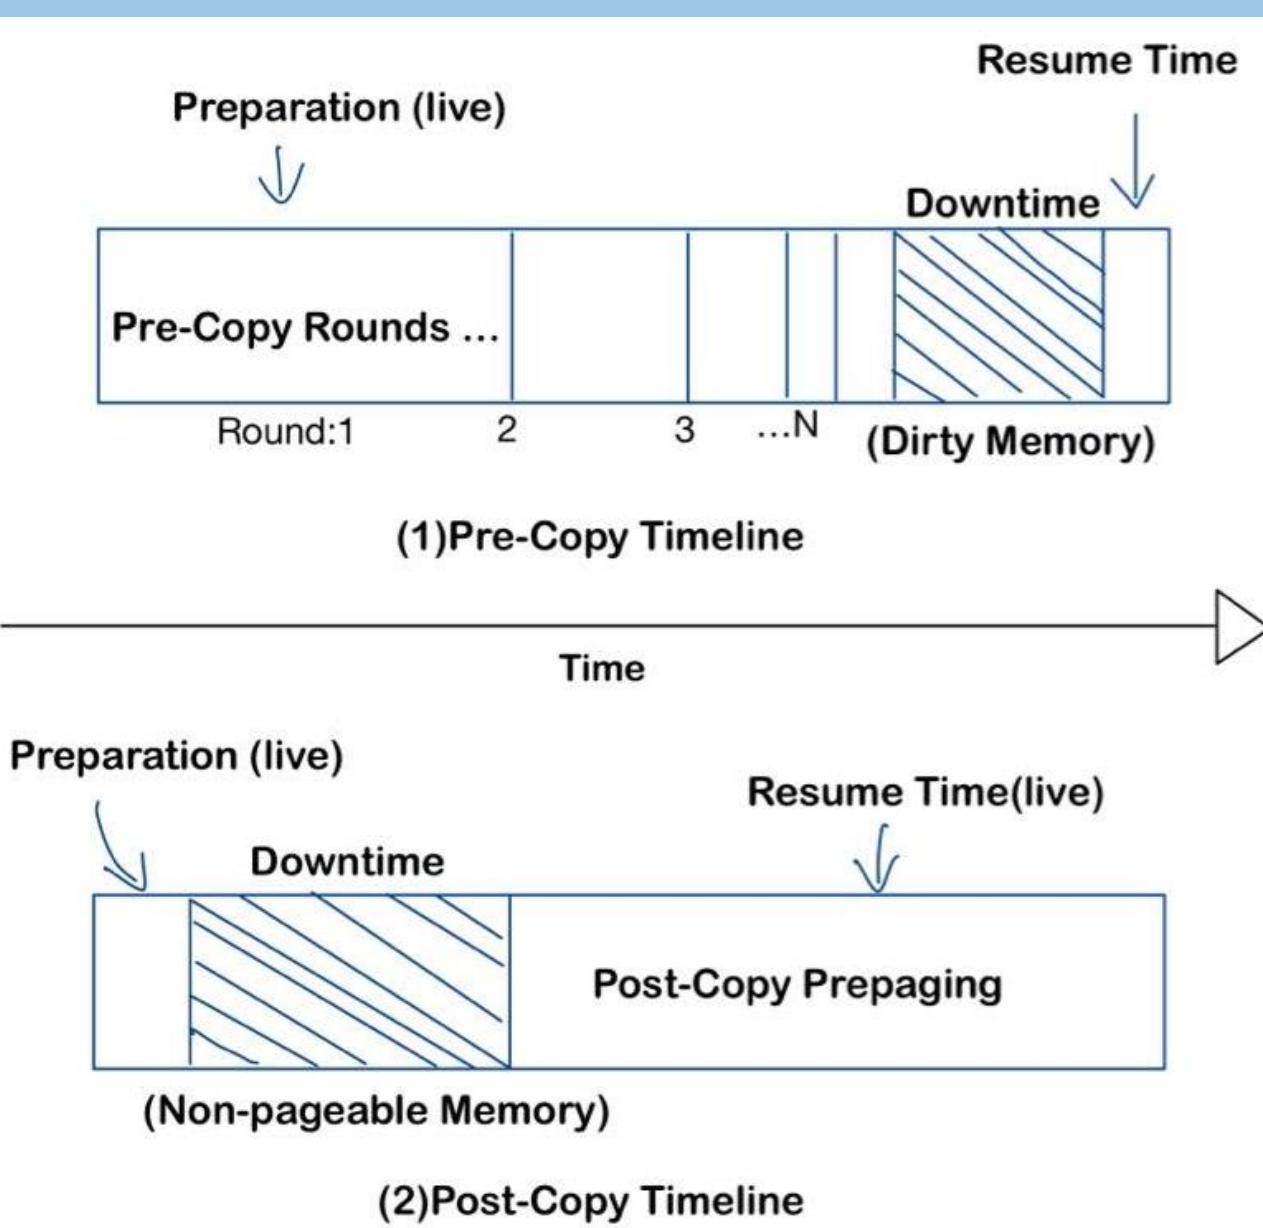 Resume Time
Preparation (live)
Downtime
Pre-Copy Rounds ...
Round:1 2 3 ...N
(Dirty Memory)
(1)Pre-Copy Timeline
Time
Preparation (live)
Resume Time(live)
Downtime
Post-Copy Prepaging
(Non-pageable Memory)
(2)Post-Copy Timeline